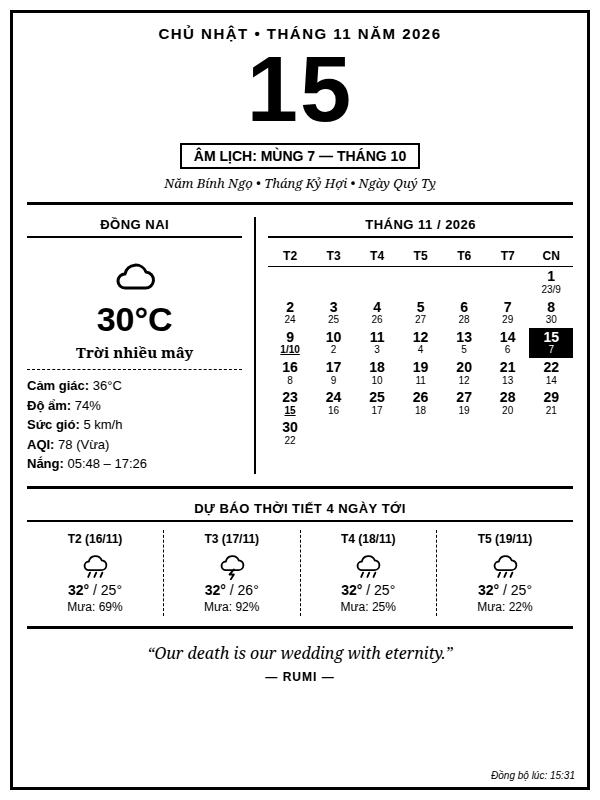 CHỦ NHẬT • THÁNG 11 NĂM 2026
15
ÂM LỊCH: MÙNG 7 — THÁNG 10
Năm Bính Ngọ • Tháng Kỷ Hợi • Ngày Quý Tỵ
ĐỒNG NAI
30°C
Trời nhiều mây
Cảm giác: 36°C
Độ ẩm: 74%
Sức gió: 5 km/h
AQI: 78 (Vừa)
Nắng: 05:48 – 17:26
THÁNG 11 / 2026
T2 T3 T4 T5 T6 T7 CN
1
23/9
2 3 4 5 6 7 8
24 25 26 27 28 29 30
9 10 11 12 13 14 15
1/10 2 3 4 5 6 7
16 17 18 19 20 21 22
8 9 10 11 12 13 14
23 24 25 26 27 28 29
15 16 17 18 19 20 21
30
22
DỰ BÁO THỜI TIẾT 4 NGÀY TỚI
T2 (16/11) T3 (17/11) T4 (18/11) T5 (19/11)
32° / 25° 32° / 26° 32° / 25° 32° / 25°
Mưa: 69% Mưa: 92% Mưa: 25% Mưa: 22%
“Our death is our wedding with eternity.”
— RUMI —
Đồng bộ lúc: 15:31